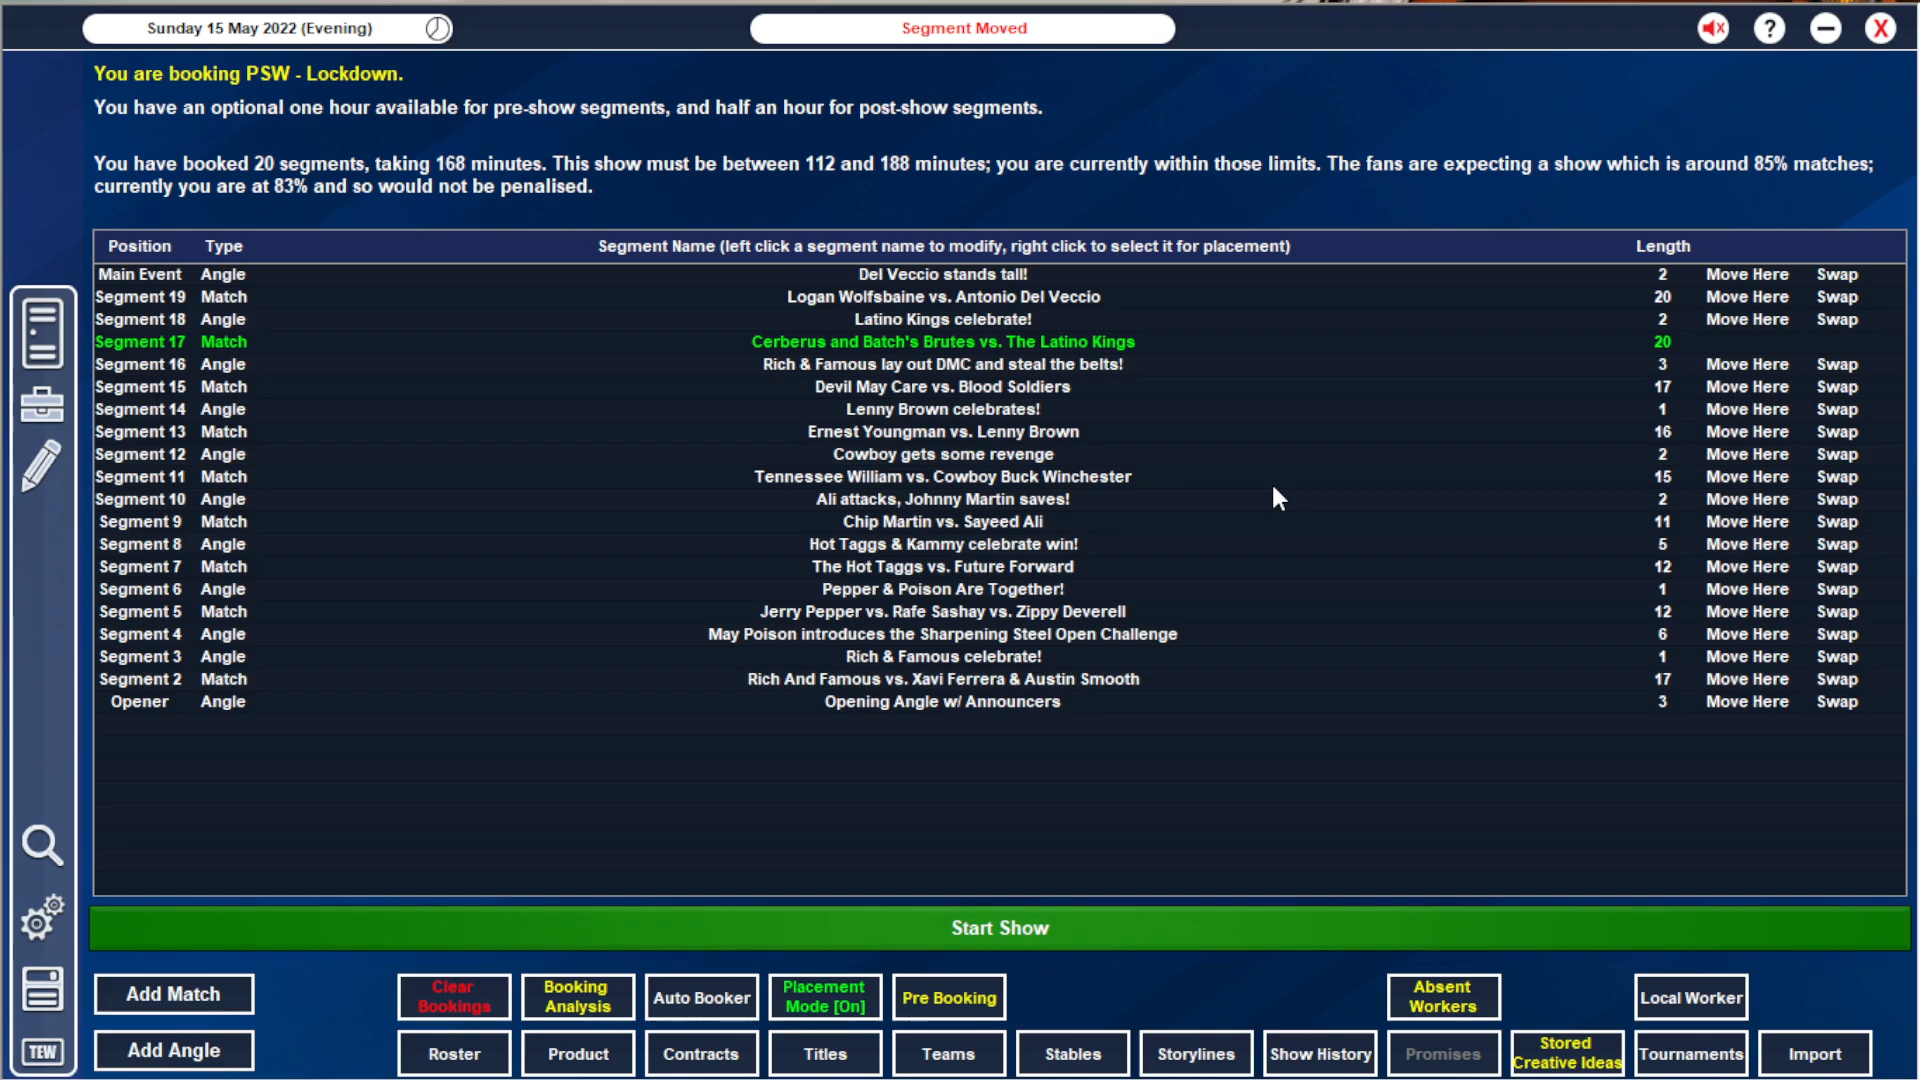 Sunday 15 May 2022 (Evening) Segment Moved ?  X
You are booking PSW - Lockdown.
You have an optional one hour available for pre-show segments, and half an hour for post-show segments.
You have booked 20 segments, taking 168 minutes. This show must be between 112 and 188 minutes; you are currently within those limits. The fans are expecting a show which is around 85% matches;
currently you are at 83% and so would not be penalised.
Position Type Segment Name (left click a segment name to modify, right click to select it for placement) Length
Main Event Angle Del Veccio stands tall! 2 Move Here Swap
Segment 19 Match Logan Wolfsbaine vs. Antonio Del Veccio 20 Move Here Swap
Segment 18 Angle Latino Kings celebrate! 2 Move Here Swap
Segment 17 Match Cerberus and Batch's Brutes vs. The Latino Kings 20
Segment 16 Angle Rich & Famous lay out DMC and steal the belts! 3 Move Here Swap
Segment 15 Match Devil May Care vs. Blood Soldiers 17 Move Here Swap
Segment 14 Angle Lenny Brown celebrates! 1 Move Here Swap
Segment 13 Match Ernest Youngman vs. Lenny Brown 16 Move Here Swap
Segment 12 Angle Cowboy gets some revenge 2 Move Here Swap
Segment 11 Match Tennessee William vs. Cowboy Buck Winchester 15 Move Here Swap
Segment 10 Angle Ali attacks, Johnny Martin saves! 2 Move Here Swap
Segment 9 Match Chip Martin vs. Sayeed Ali 11 Move Here Swap
Segment 8 Angle Hot Taggs & Kammy celebrate win! 5 Move Here Swap
Segment 7 Match The Hot Taggs vs. Future Forward 12 Move Here Swap
Segment 6 Angle Pepper & Poison Are Together! 1 Move Here Swap
Segment 5 Match Jerry Pepper vs. Rafe Sashay vs. Zippy Deverell 12 Move Here Swap
Segment 4 Angle May Poison introduces the Sharpening Steel Open Challenge 6 Move Here Swap
Segment 3 Angle Rich & Famous celebrate! 1 Move Here Swap
Segment 2 Match Rich And Famous vs. Xavi Ferrera & Austin Smooth 17 Move Here Swap
Opener Angle Opening Angle w/ Announcers 3 Move Here Swap
Start Show
Add Match
Clear
Bookings
Booking
Analysis
Auto Booker
Placement
Mode [On]
Pre Booking
Absent
Workers
Local Worker
TEW
Add Angle
Roster
Product
Contracts
Titles
Teams
Stables
Storylines
Show History
Promises
Stored
Creative Ideas
Tournaments
Import